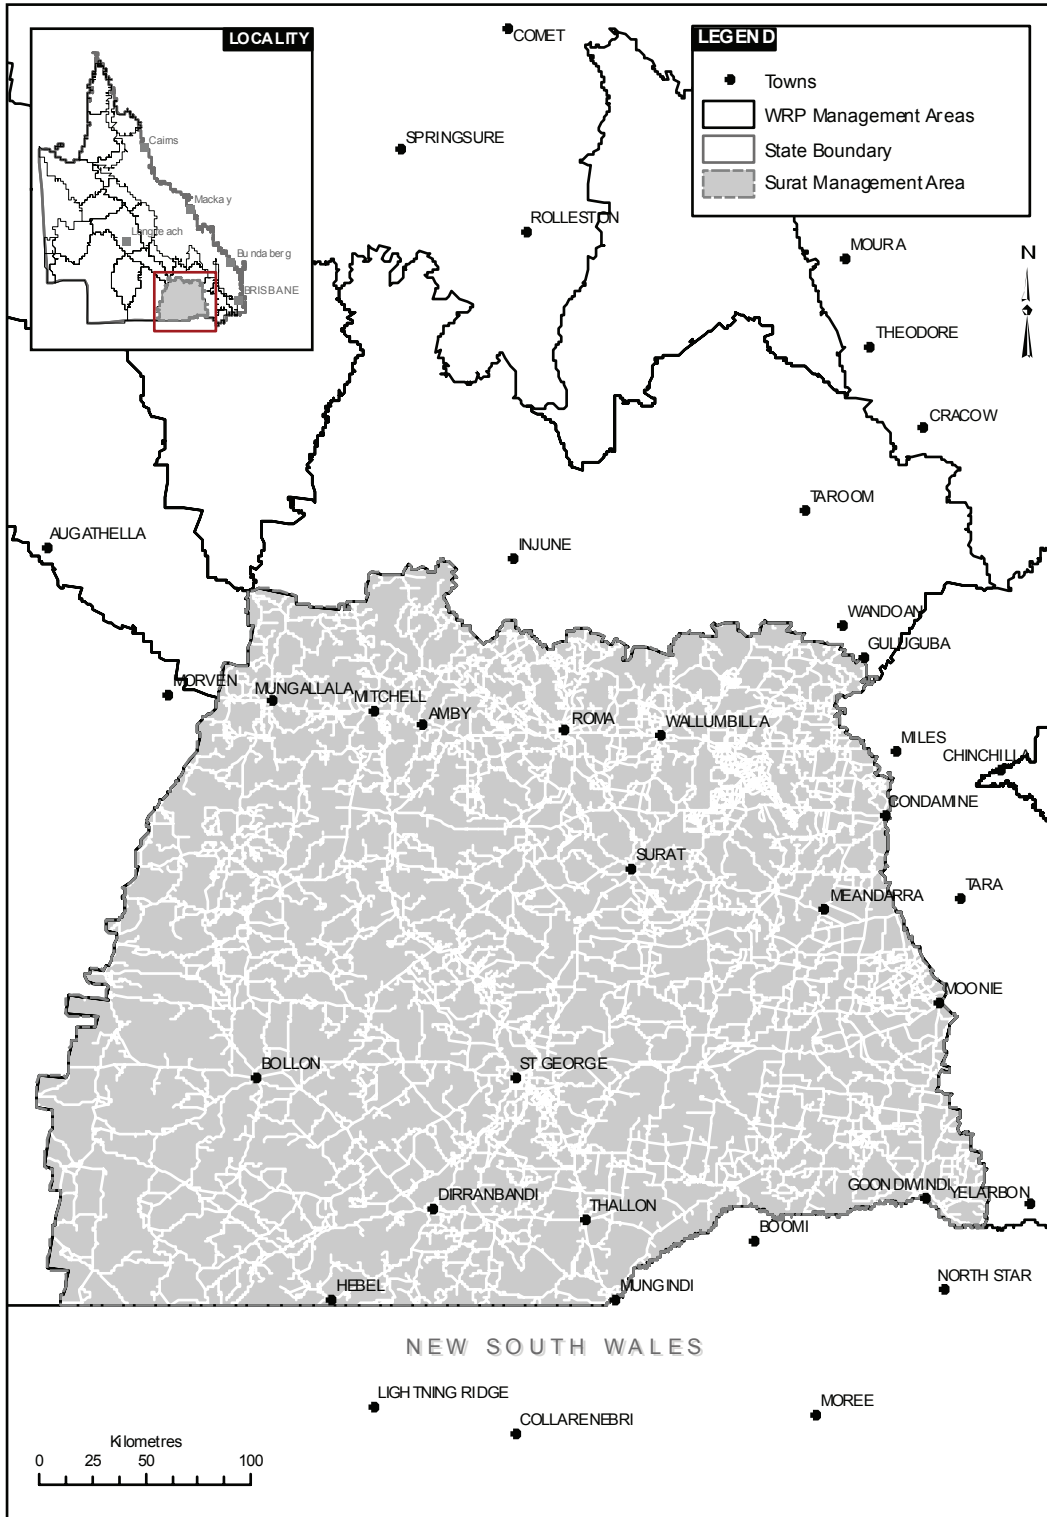 LOCALITY
Cairns
Mackay
Longreach
Bundaberg
BRISBANE
LEGEND
Towns
WRP Management Areas
State Boundary
Surat Management Area
N
COMET
SPRINGSURE
ROLLESTON
MOURA
THEODORE
CRACOW
TAROOM
AUGATHELLA
INJUNE
WANDOAN
GULUGUBA
MORVEN
MUNGALLALA
MITCHELL
AMBY
ROMA
WALLUMBILLA
MILES
CHINCHILLA
CONDAMINE
SURAT
MEANDARRA
TARA
MOONIE
BOLLON
ST GEORGE
DIRRANBANDI
THALLON
GOONDIWINDI
YELARBON
BOOMI
HEBEL
MUNGINDI
NORTH STAR
NEW SOUTH WALES
LIGHTNING RIDGE
COLLARENEBRI
MOREE
Kilometres
0 25 50 100